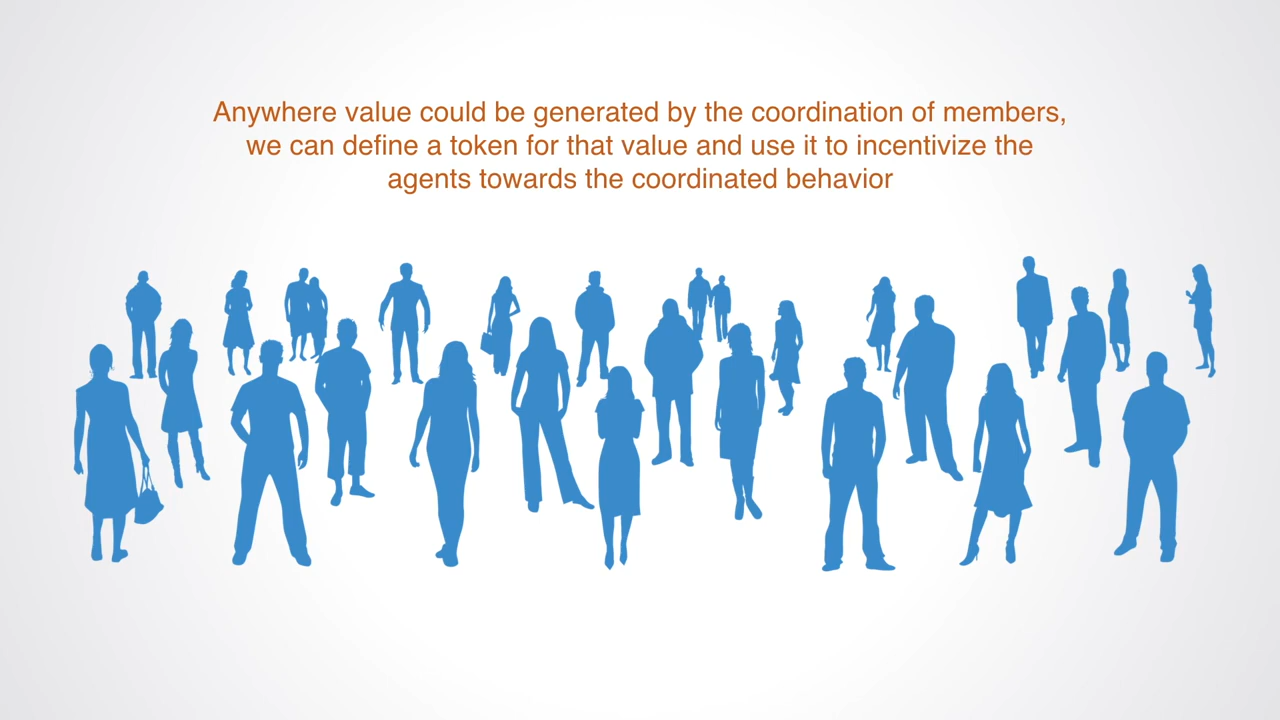 Anywhere value could be generated by the coordination of members,
we can define a token for that value and use it to incentivize the
agents towards the coordinated behavior